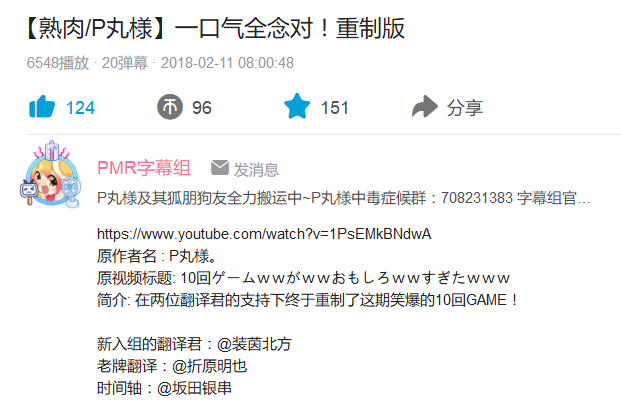 【熟肉/P丸様】一口气全念对！重制版
6548播放 · 20弹幕 · 2018-02-11 08:00:48
124 96 151 分享
PMR字幕组 发消息
P丸様及其狐朋狗友全力搬运中~P丸様中毒症候群：708231383 字幕组官…
https://www.youtube.com/watch?v=1PsEMkBNdwA
原作者名 : P丸様。
原视频标题: 10回ゲームｗｗがｗｗおもしろｗｗすぎたｗｗｗ
简介: 在两位翻译君的支持下终于重制了这期笑爆的10回GAME！
新入组的翻译君：@装茵北方
老牌翻译：@折原明也
时间轴：@坂田银串